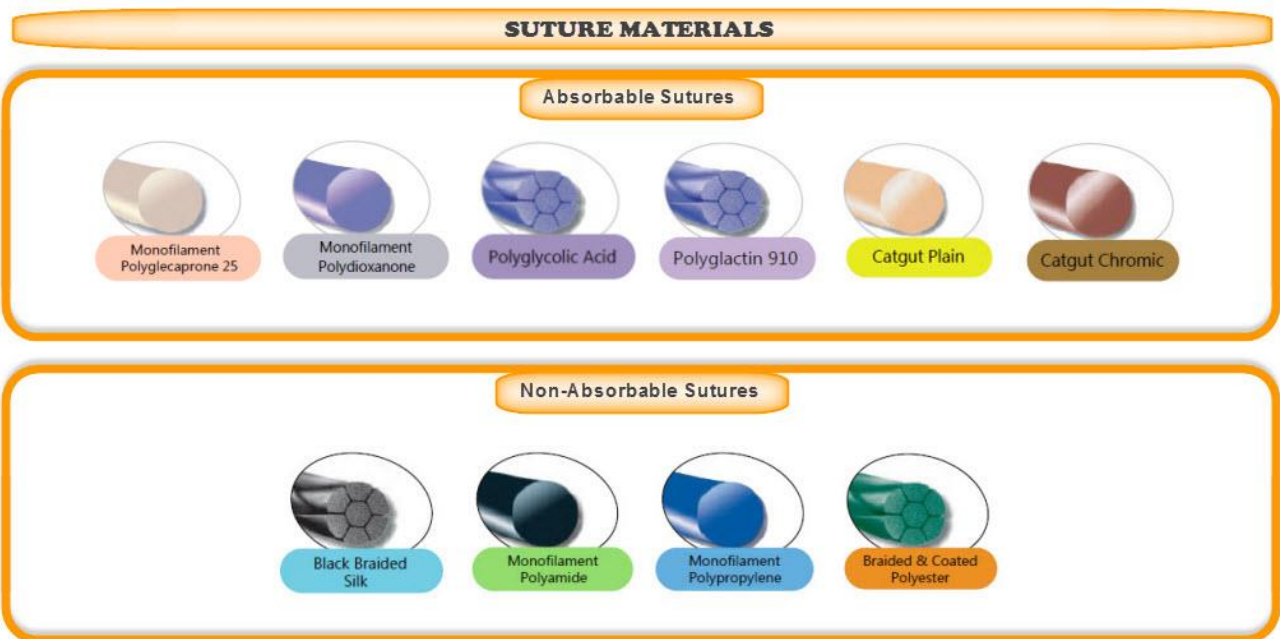 SUTURE MATERIALS
Absorbable Sutures
Monofilament
Polyglecaprone 25
Monofilament
Polydioxanone
Polyglycolic Acid
Polyglactin 910
Catgut Plain
Catgut Chromic
Non-Absorbable Sutures
Black Braided
Silk
Monofilament
Polyamide
Monofilament
Polypropylene
Braided & Coated
Polyester